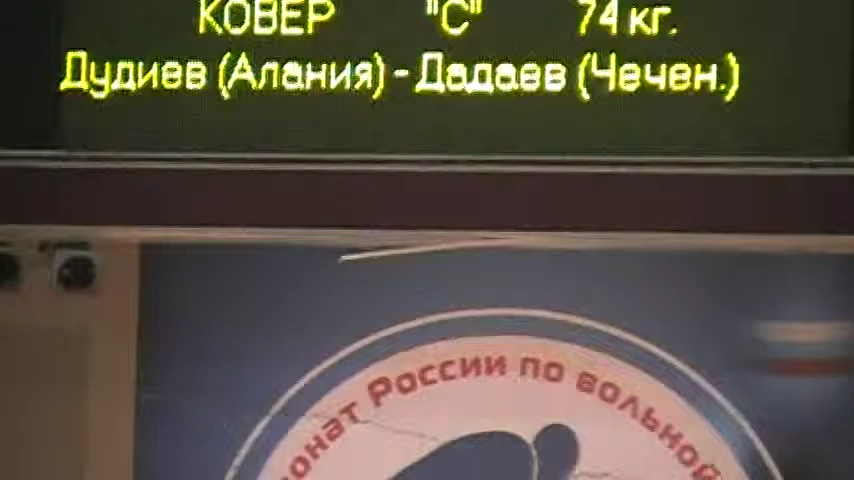 КОВЕР "С" 74 кг.
Дудиев (Алания) - Дадаев (Чечен.)
онат России по вольной